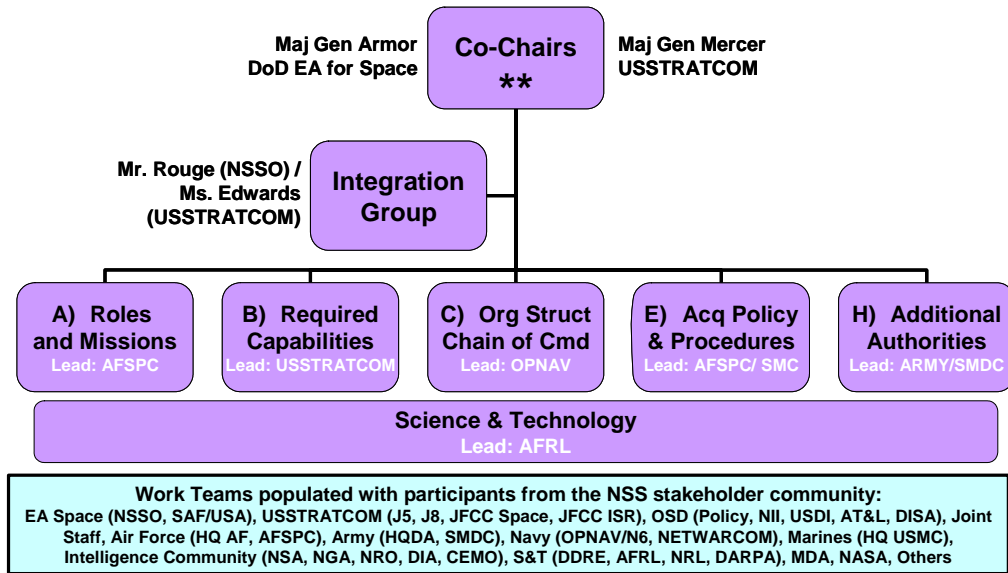 Maj Gen Armor
DoD EA for Space
Co-Chairs
**
Maj Gen Mercer
USSTRATCOM
Mr. Rouge (NSSO) /
Ms. Edwards
(USSTRATCOM)
Integration
Group
A) Roles
and Missions
Lead: AFSPC
B) Required
Capabilities
Lead: USSTRATCOM
C) Org Struct
Chain of Cmd
Lead: OPNAV
E) Acq Policy
& Procedures
Lead: AFSPC/ SMC
H) Additional
Authorities
Lead: ARMY/SMDC
Science & Technology
Lead: AFRL
Work Teams populated with participants from the NSS stakeholder community:
EA Space (NSSO, SAF/USA), USSTRATCOM (J5, J8, JFCC Space, JFCC ISR), OSD (Policy, NII, USDI, AT&L, DISA), Joint
Staff, Air Force (HQ AF, AFSPC), Army (HQDA, SMDC), Navy (OPNAV/N6, NETWARCOM), Marines (HQ USMC),
Intelligence Community (NSA, NGA, NRO, DIA, CEMO), S&T (DDRE, AFRL, NRL, DARPA), MDA, NASA, Others